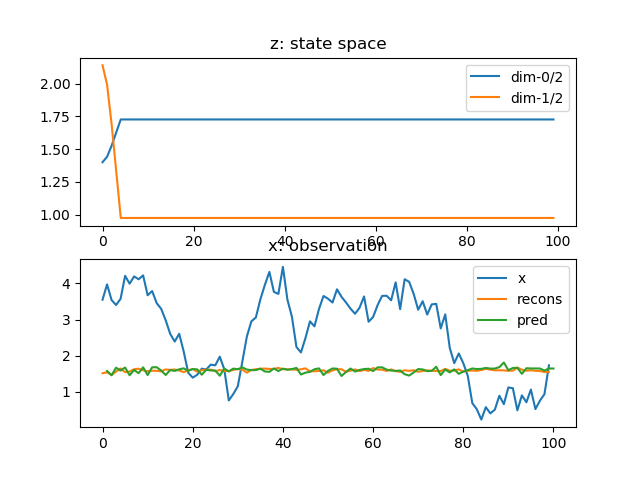 z: state space
dim-0/2
dim-1/2
2.00
1.75
1.50
1.25
1.00
0 20 40 60 80 100
x: observation
x
recons
pred
4
3
2
1
0 20 40 60 80 100